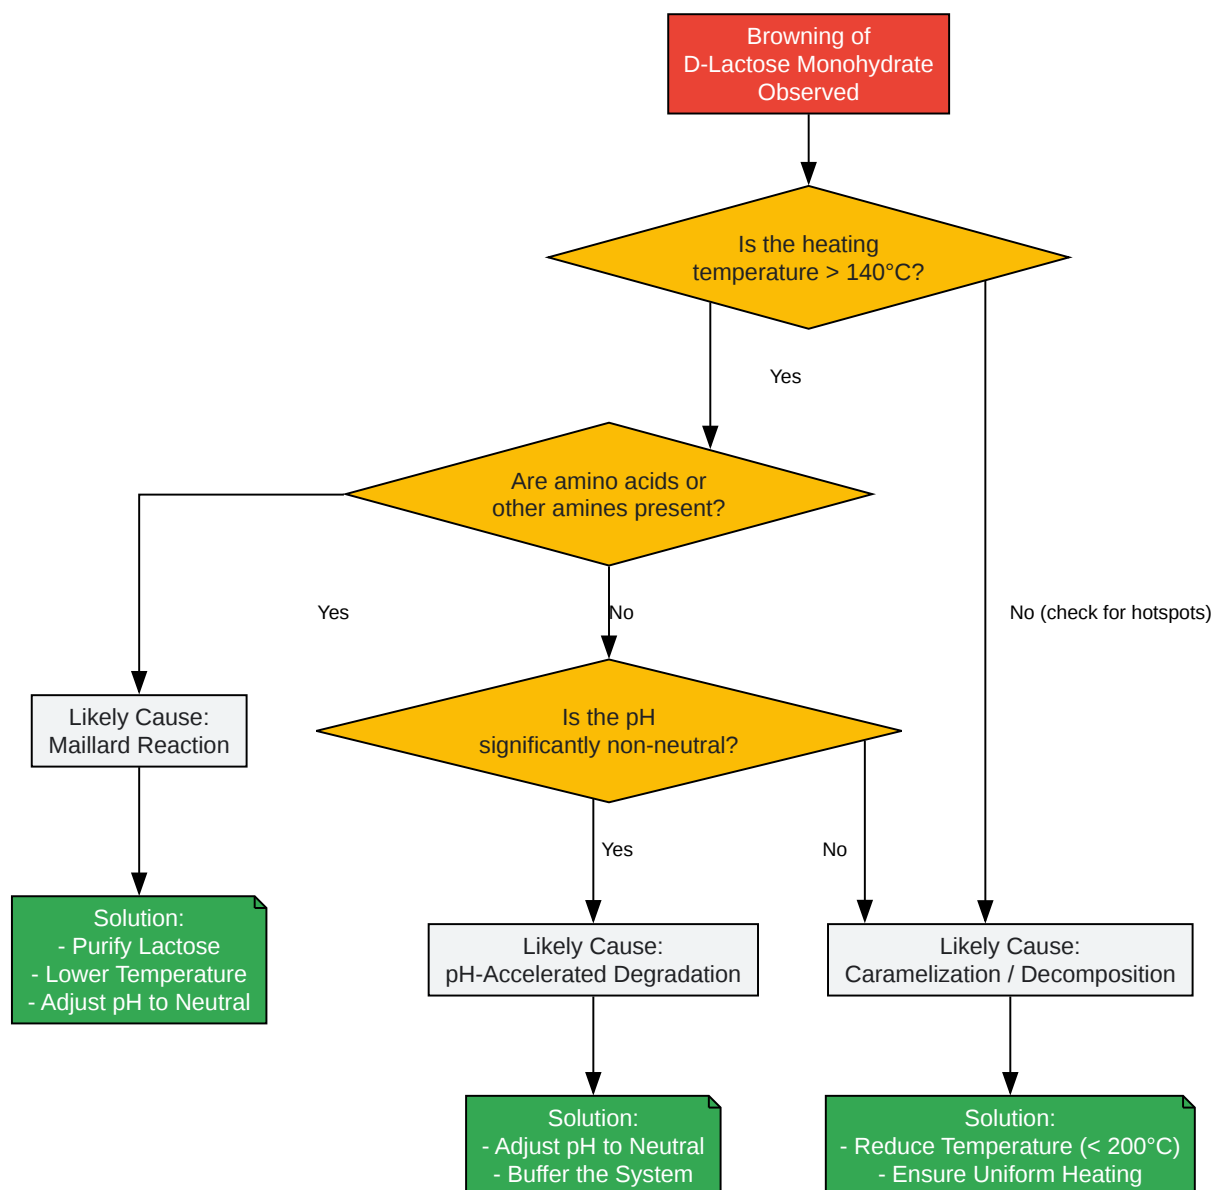 Browning of
D-Lactose Monohydrate
Observed
Is the heating
temperature > 140°C?
Yes
Are amino acids or
other amines present?
Yes
No
No (check for hotspots)
Likely Cause:
Maillard Reaction
Is the pH
significantly non-neutral?
Yes
No
Solution:
- Purify Lactose
- Lower Temperature
- Adjust pH to Neutral
Likely Cause:
pH-Accelerated Degradation
Likely Cause:
Caramelization / Decomposition
Solution:
- Adjust pH to Neutral
- Buffer the System
Solution:
- Reduce Temperature (< 200°C)
- Ensure Uniform Heating